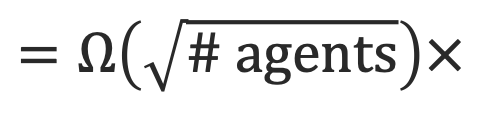 = Ω(√# agents)×